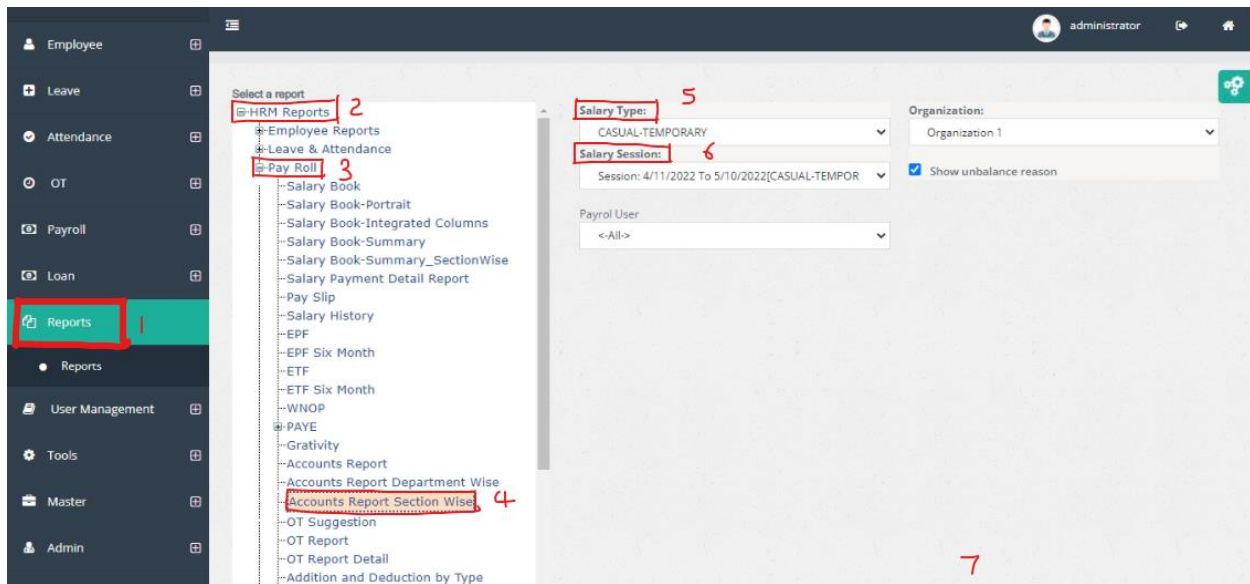 administrator
Employee
Leave
Attendance
OT
Payroll
Loan
Reports
1
Reports
User Management
Tools
Master
Admin
Select a report
HRM Reports
2
Employee Reports
Leave & Attendance
Pay Roll
3
Salary Book
Salary Book-Portrait
Salary Book-Integrated Columns
Salary Book-Summary
Salary Book-Summary_SectionWise
Salary Payment Detail Report
Pay Slip
Salary History
EPF
EPF Six Month
ETF
ETF Six Month
WNOP
PAYE
Grativity
Accounts Report
Accounts Report Department Wise
Accounts Report Section Wise
4
OT Suggestion
OT Report
OT Report Detail
Addition and Deduction by Type
Salary Type:
5
CASUAL-TEMPORARY
Salary Session:
6
Session: 4/11/2022 To 5/10/2022[CASUAL-TEMPOR
Payrol User
<-All->
Organization:
Organization 1
Show unbalance reason
7